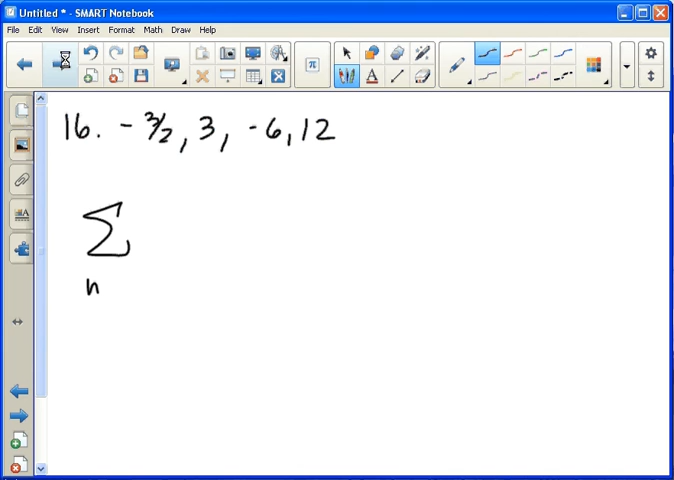 Untitled * - SMART Notebook
File Edit View Insert Format Math Draw Help
π
A
16. - 3/2, 3, -6, 12
∑
n